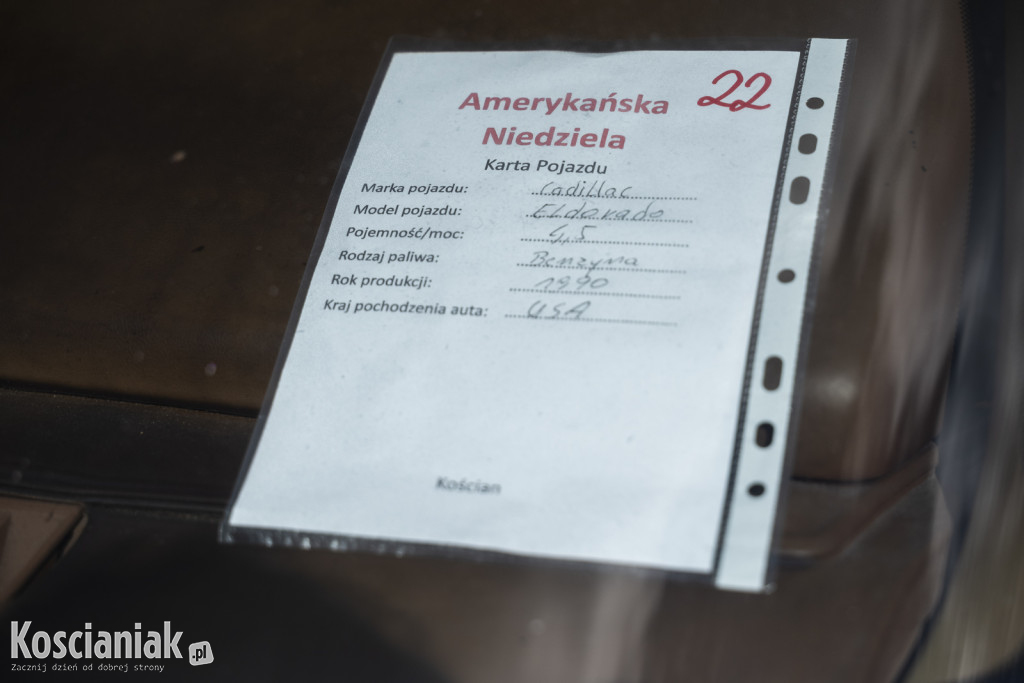 22
Amerykańska
Niedziela
Karta Pojazdu
Marka pojazdu: Cadillac
Model pojazdu: Eldorado
Pojemność/moc: 4,5
Rodzaj paliwa: Benzyna
Rok produkcji: 1990
Kraj pochodzenia auta: USA
Kościan
Koscianiak.pl
Zacznij dzień od dobrej strony